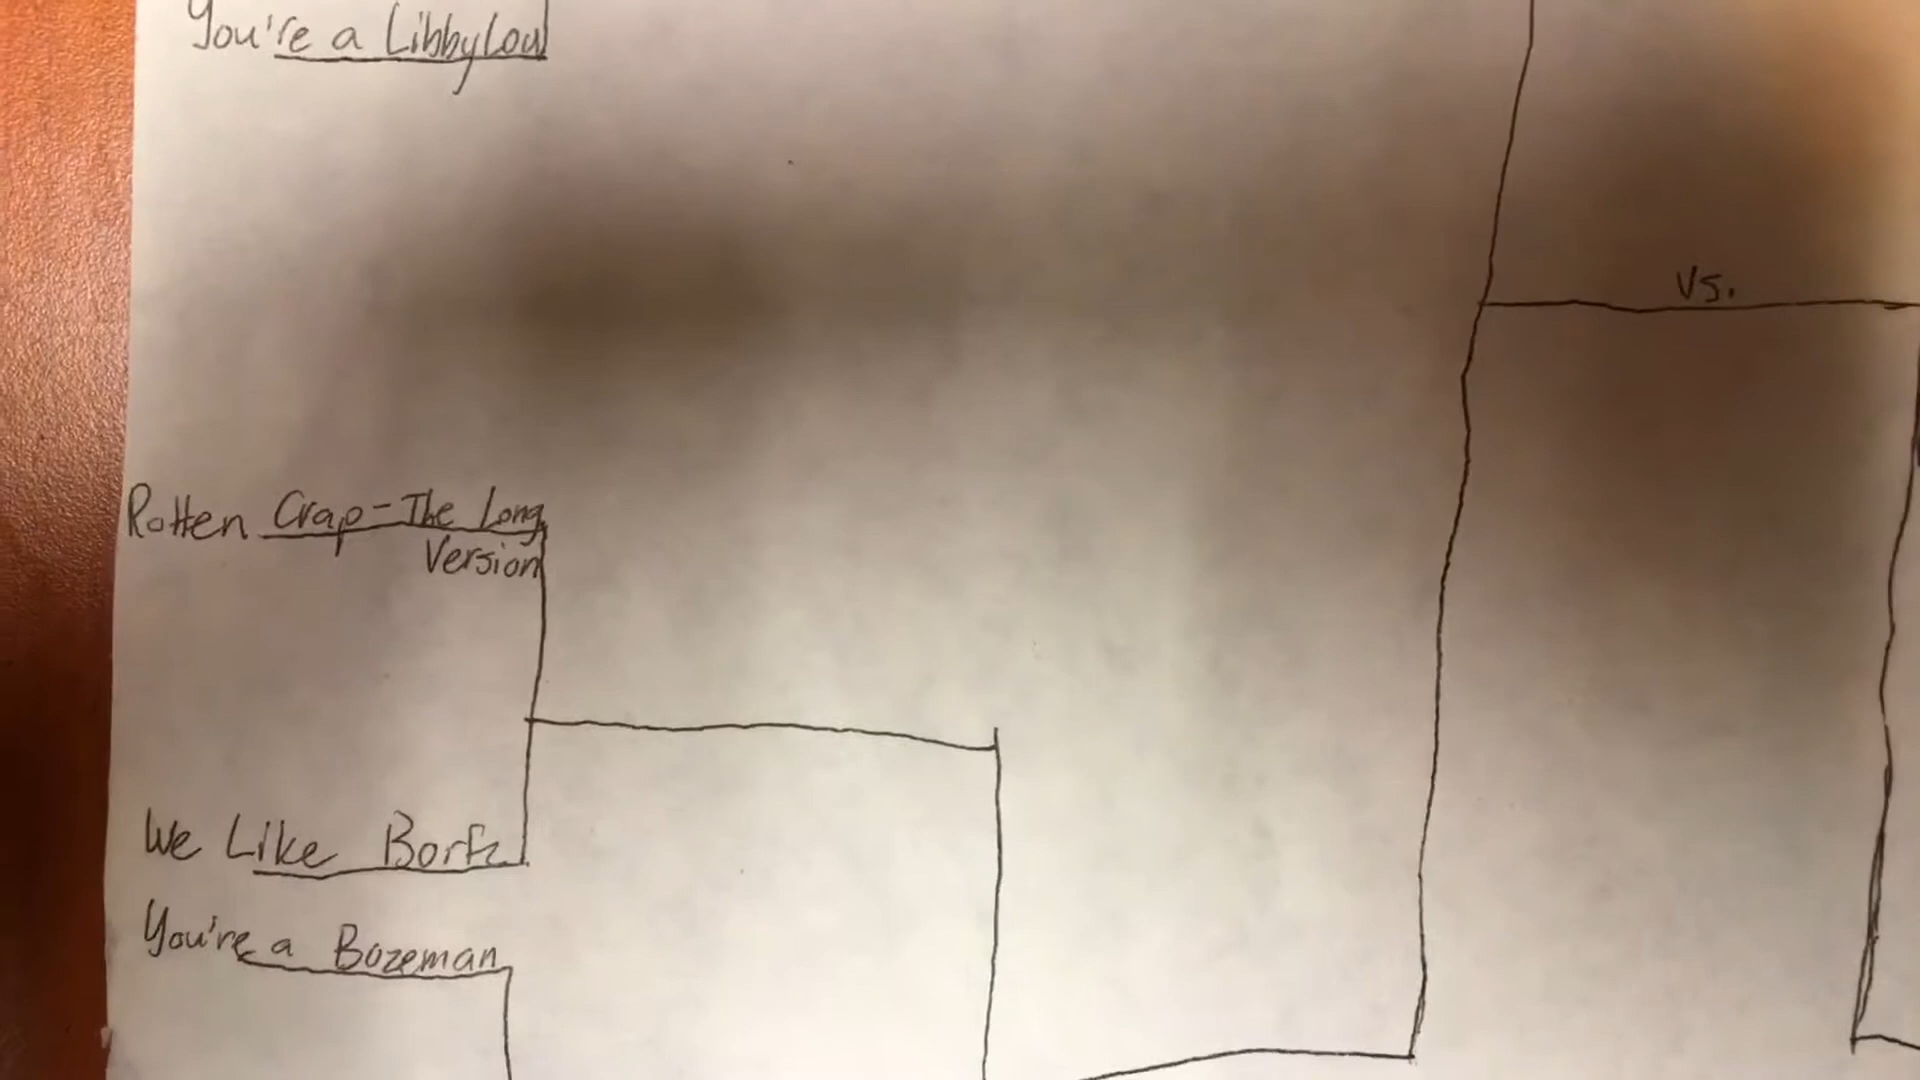 You're a LibbyLou
vs.
Rotten Crap-The Long
Version
We Like Borf
You're a Bozeman